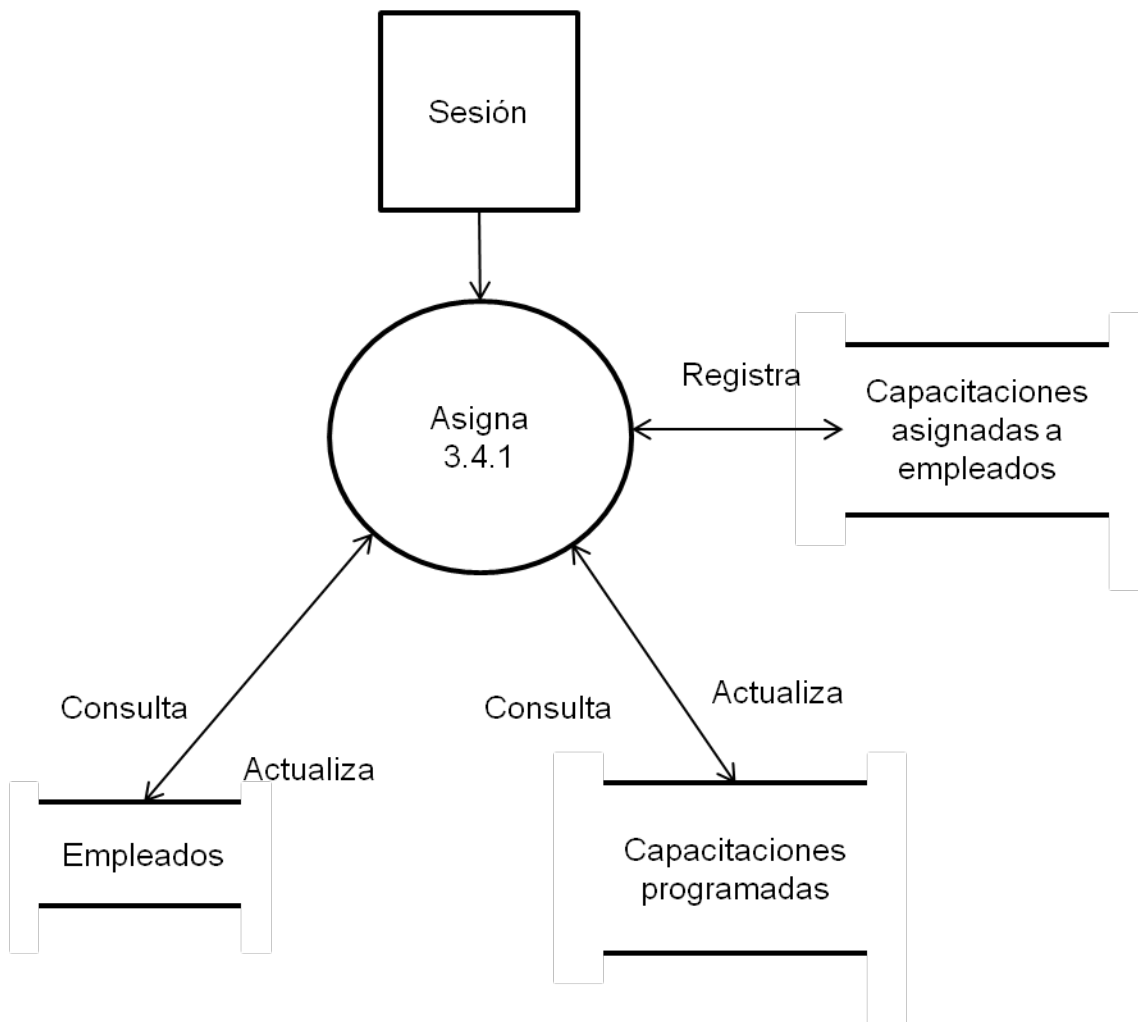 Sesión
Asigna
3.4.1
Registra
Capacitaciones
asignadas a
empleados
Consulta
Actualiza
Empleados
Consulta
Actualiza
Capacitaciones
programadas